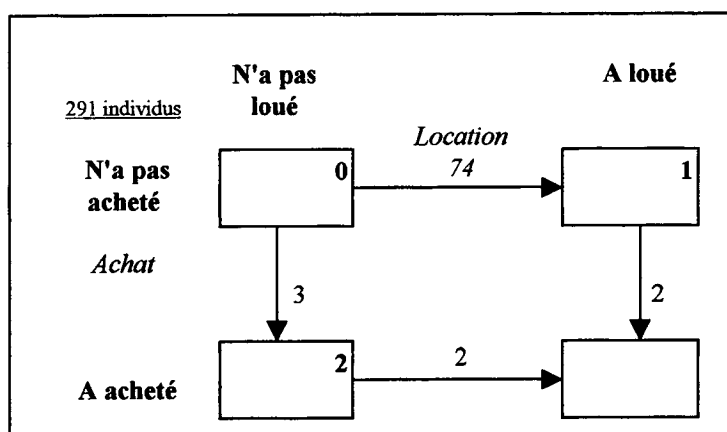 N'a pas
loué
A loué
291 individus
Location
N'a pas
acheté
0
74
1
Achat
3
2
A acheté
2
2